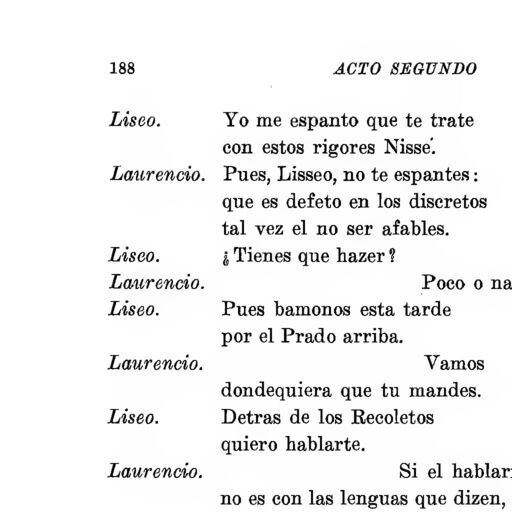 188 ACTO SEGUNDO
Liseo. Yo me espanto que te trate
con estos rigores Nisse.
Laurencio. Pues, Lisseo, no te espantes:
que es defeto en los discretos
tal vez el no ser afables.
Liseo. ¿Tienes que hazer?
Laurencio. Poco o
Liseo. Pues bamonos esta tarde
por el Prado arriba.
Laurencio. Vamos
dondequiera que tu mandes.
Liseo. Detras de los Recoletos
quiero hablarte.
Laurencio. Si el
no es con las lenguas que dizen,